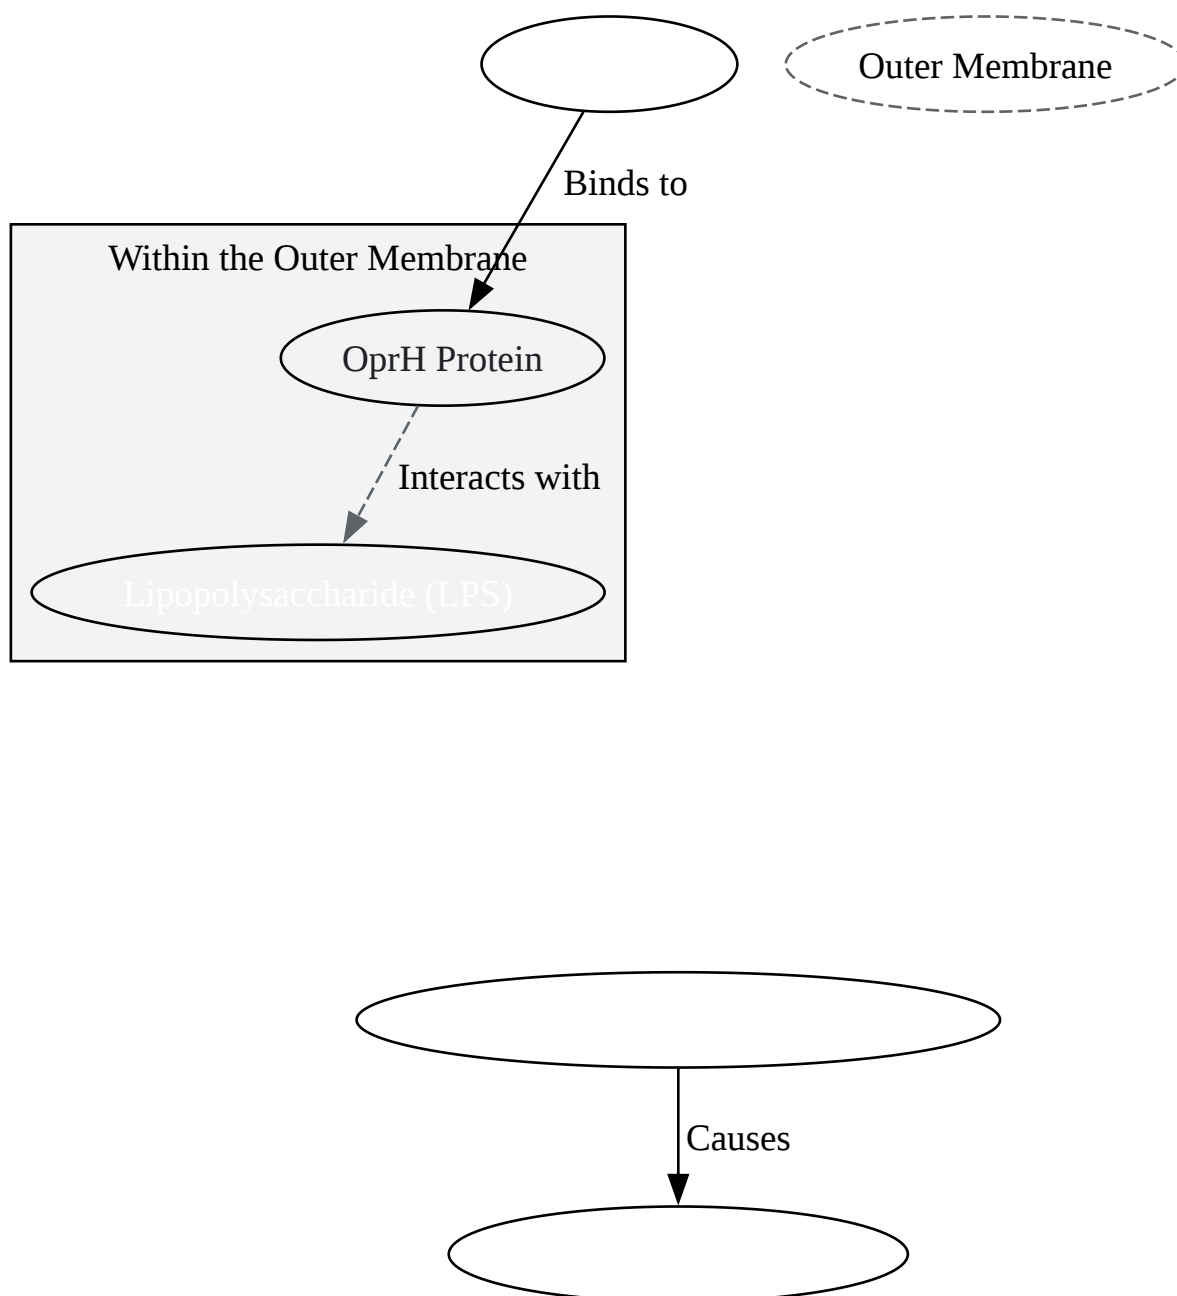 Outer Membrane
Binds to
Within the Outer Membrane
OprH Protein
Interacts with
Lipopolysaccharide (LPS)
Causes